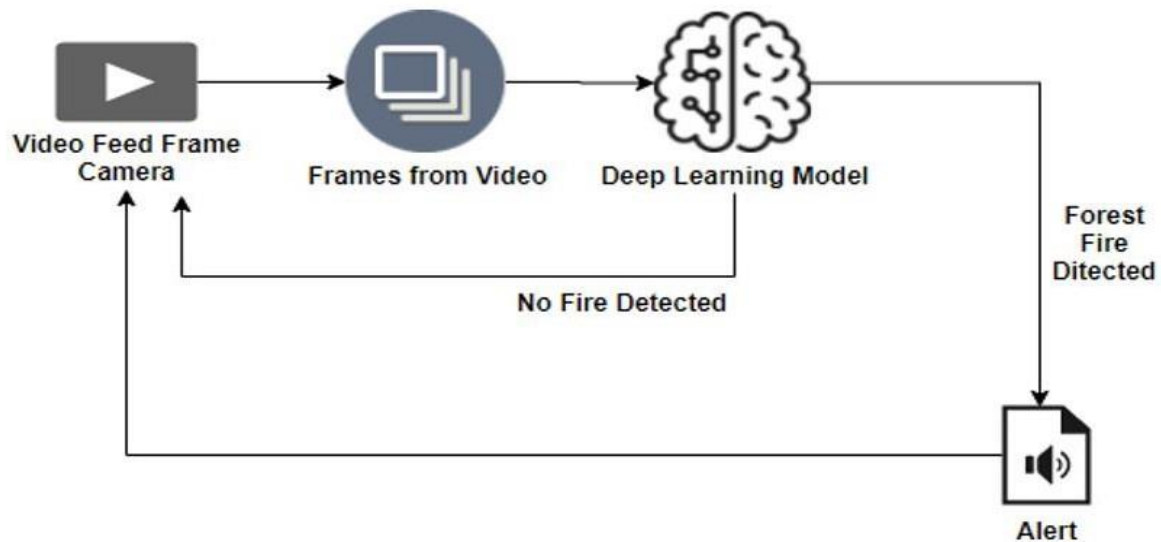 Video Feed Frame
Camera
Frames from Video
Deep Learning Model
Forest
Fire
Ditected
No Fire Detected
Alert